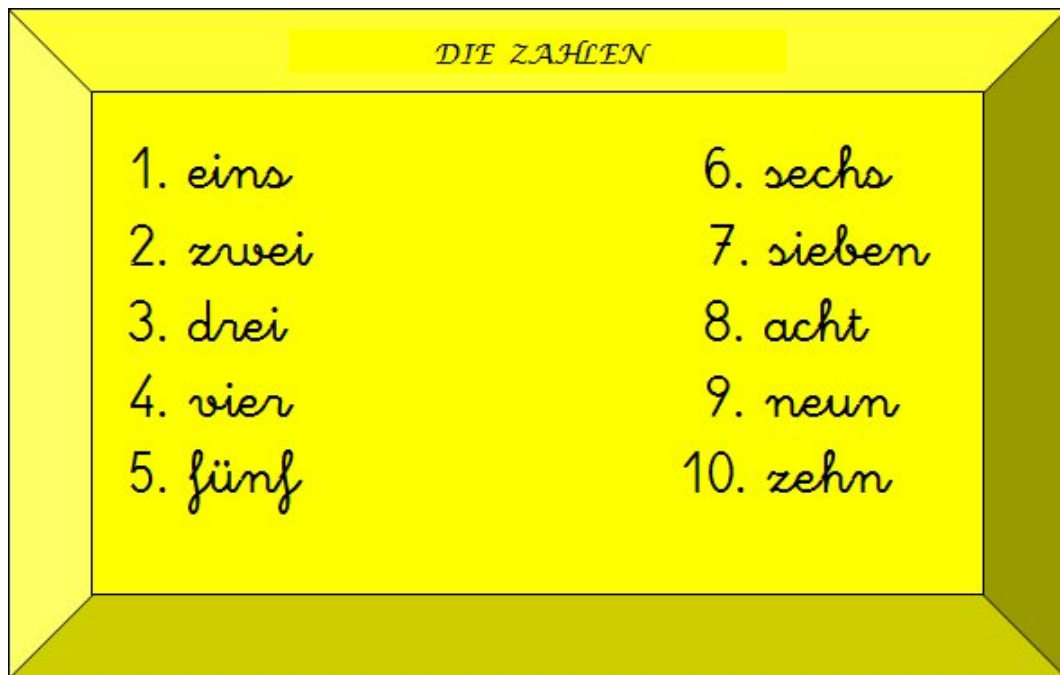 DIE ZAHLEN
1. eins
2. zwei
3. drei
4. vier
5. fünf
6. sechs
7. sieben
8. acht
9. neun
10. zehn